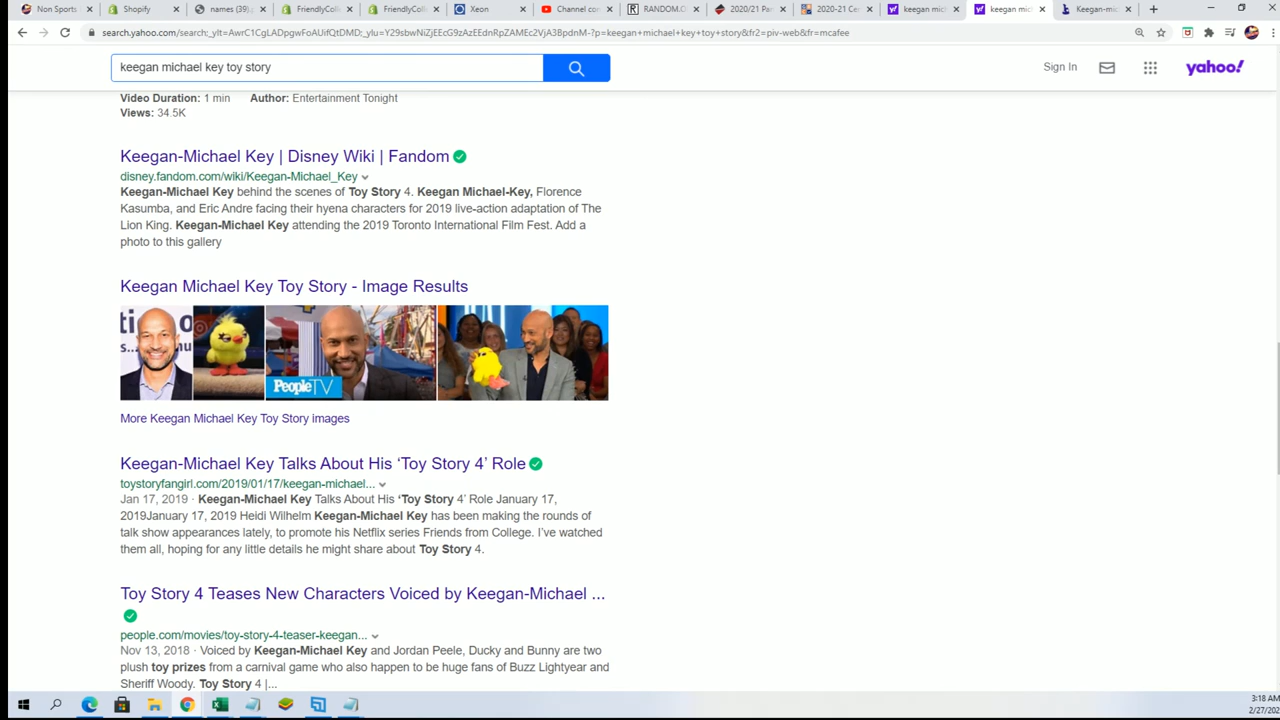 Non Sports
Shopify
names (39)
FriendlyColl
FriendlyColl
Xeon
Channel con
RANDOM.O
2020/21 Pan
2020-21 Cer
keegan mich
keegan mich
Keegan-mic
search.yahoo.com/search;_ylt=AwrC1CgLADpgwFoAUifQtDMD;_ylu=Y29sbwNiZjEEcG9zAzEEdnRpZAMEc2VjA3BpdnM-?p=keegan+michael+key+toy+story&fr2=piv-web&fr=mcafee
keegan michael key toy story
Sign In
yahoo!
Video Duration: 1 min Author: Entertainment Tonight
Views: 34.5K
Keegan-Michael Key | Disney Wiki | Fandom
disney.fandom.com/wiki/Keegan-Michael_Key
Keegan-Michael Key behind the scenes of Toy Story 4. Keegan Michael-Key, Florence
Kasumba, and Eric Andre facing their hyena characters for 2019 live-action adaptation of The
Lion King. Keegan-Michael Key attending the 2019 Toronto International Film Fest. Add a
photo to this gallery
Keegan Michael Key Toy Story - Image Results
PeopleTV
More Keegan Michael Key Toy Story images
Keegan-Michael Key Talks About His ‘Toy Story 4’ Role
toystoryfangirl.com/2019/01/17/keegan-michael...
Jan 17, 2019 · Keegan-Michael Key Talks About His ‘Toy Story 4’ Role January 17,
2019January 17, 2019 Heidi Wilhelm Keegan-Michael Key has been making the rounds of
talk show appearances lately, to promote his Netflix series Friends from College. I’ve watched
them all, hoping for any little details he might share about Toy Story 4.
Toy Story 4 Teases New Characters Voiced by Keegan-Michael ...
people.com/movies/toy-story-4-teaser-keegan...
Nov 13, 2018 · Voiced by Keegan-Michael Key and Jordan Peele, Ducky and Bunny are two
plush toy prizes from a carnival game who also happen to be huge fans of Buzz Lightyear and
Sheriff Woody. Toy Story 4 |...
3:18 AM
2/27/202